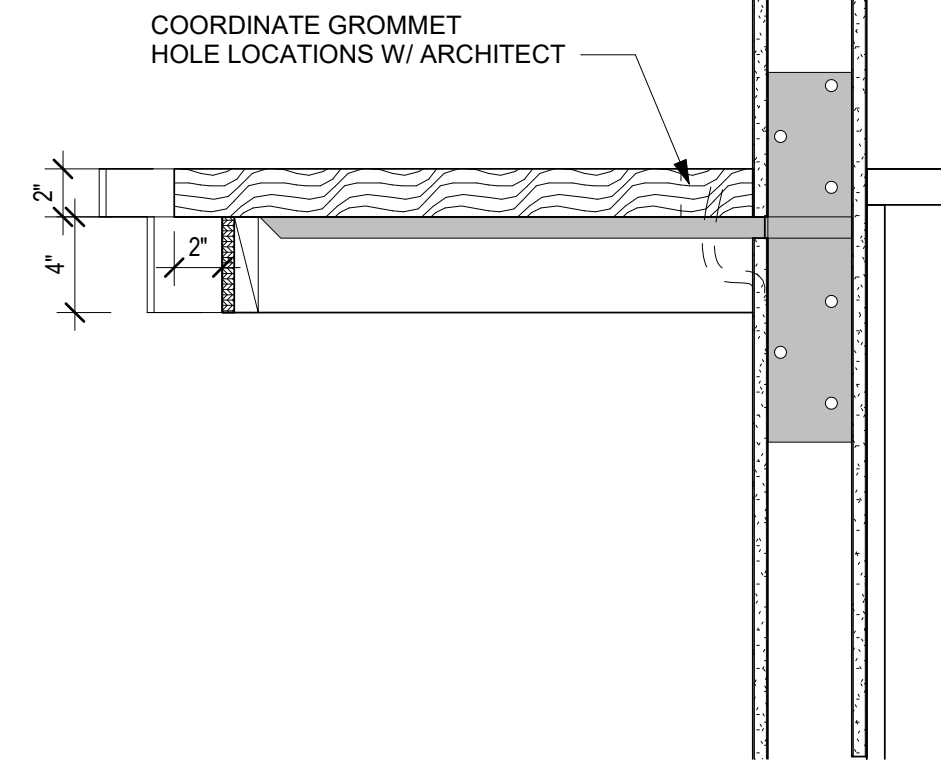 COORDINATE GROMMET
HOLE LOCATIONS W/ ARCHITECT
2"
2"
4"